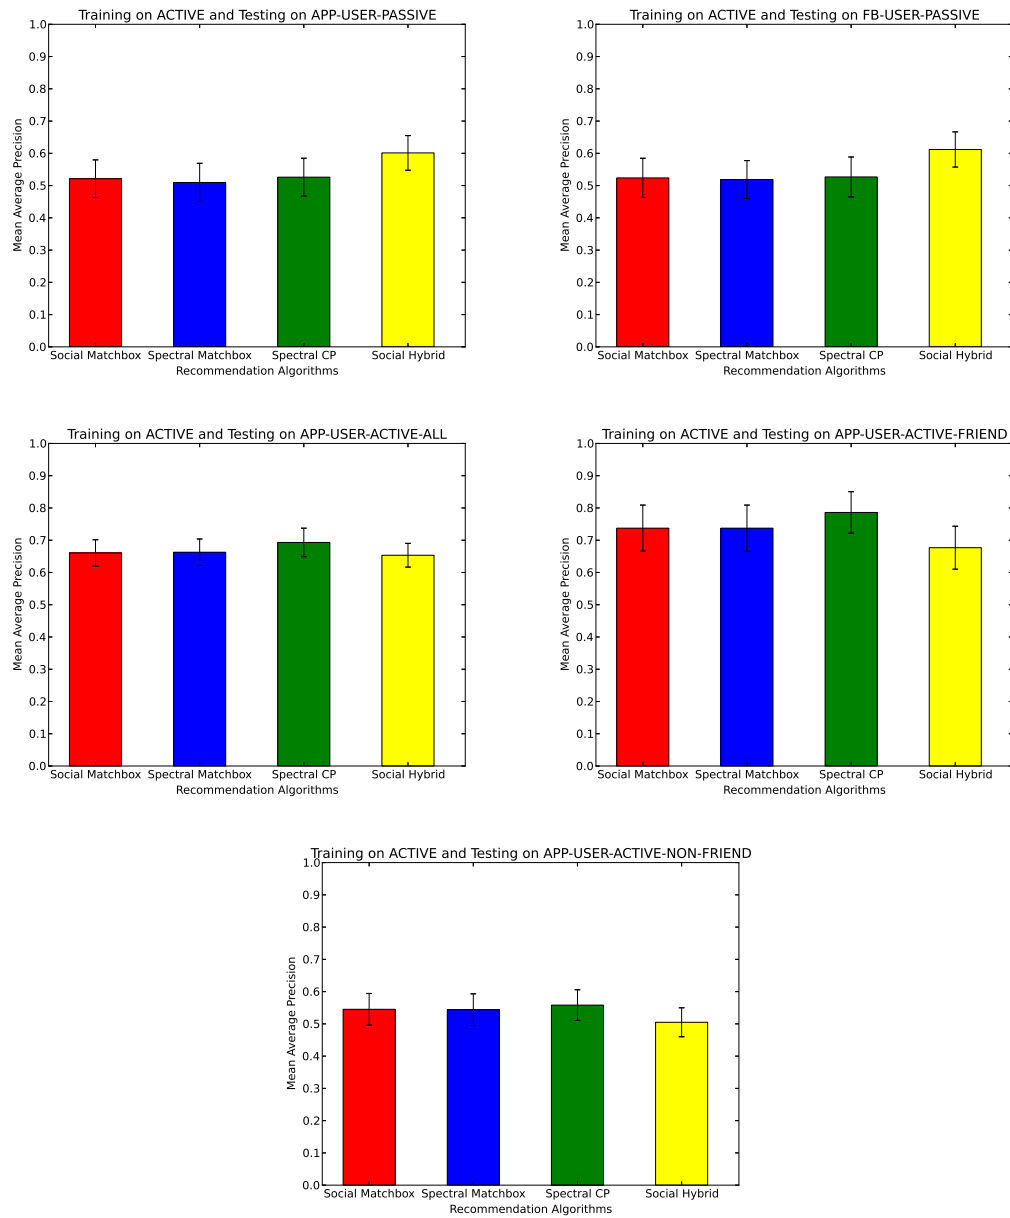 Training on ACTIVE and Testing on APP-USER-PASSIVE
1.0
0.9
0.8
0.7
0.6
0.5
0.4
0.3
0.2
0.1
0.0
Mean Average Precision
Social Matchbox Spectral Matchbox Spectral CP Social Hybrid
Recommendation Algorithms
Training on ACTIVE and Testing on FB-USER-PASSIVE
1.0
0.9
0.8
0.7
0.6
0.5
0.4
0.3
0.2
0.1
0.0
Mean Average Precision
Social Matchbox Spectral Matchbox Spectral CP Social Hybrid
Recommendation Algorithms
Training on ACTIVE and Testing on APP-USER-ACTIVE-ALL
1.0
0.9
0.8
0.7
0.6
0.5
0.4
0.3
0.2
0.1
0.0
Mean Average Precision
Social Matchbox Spectral Matchbox Spectral CP Social Hybrid
Recommendation Algorithms
Training on ACTIVE and Testing on APP-USER-ACTIVE-FRIEND
1.0
0.9
0.8
0.7
0.6
0.5
0.4
0.3
0.2
0.1
0.0
Mean Average Precision
Social Matchbox Spectral Matchbox Spectral CP Social Hybrid
Recommendation Algorithms
Training on ACTIVE and Testing on APP-USER-ACTIVE-NON-FRIEND
1.0
0.9
0.8
0.7
0.6
0.5
0.4
0.3
0.2
0.1
0.0
Mean Average Precision
Social Matchbox Spectral Matchbox Spectral CP Social Hybrid
Recommendation Algorithms